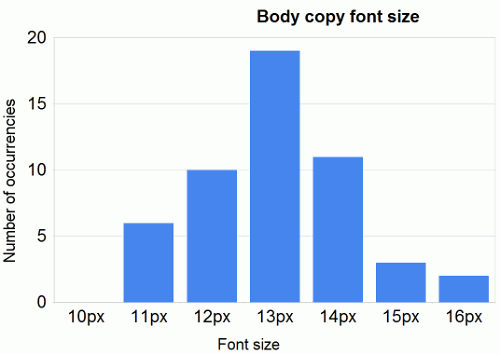 Body copy font size
Number of occurrencies
20
15
10
5
0
10px 11px 12px 13px 14px 15px 16px
Font size